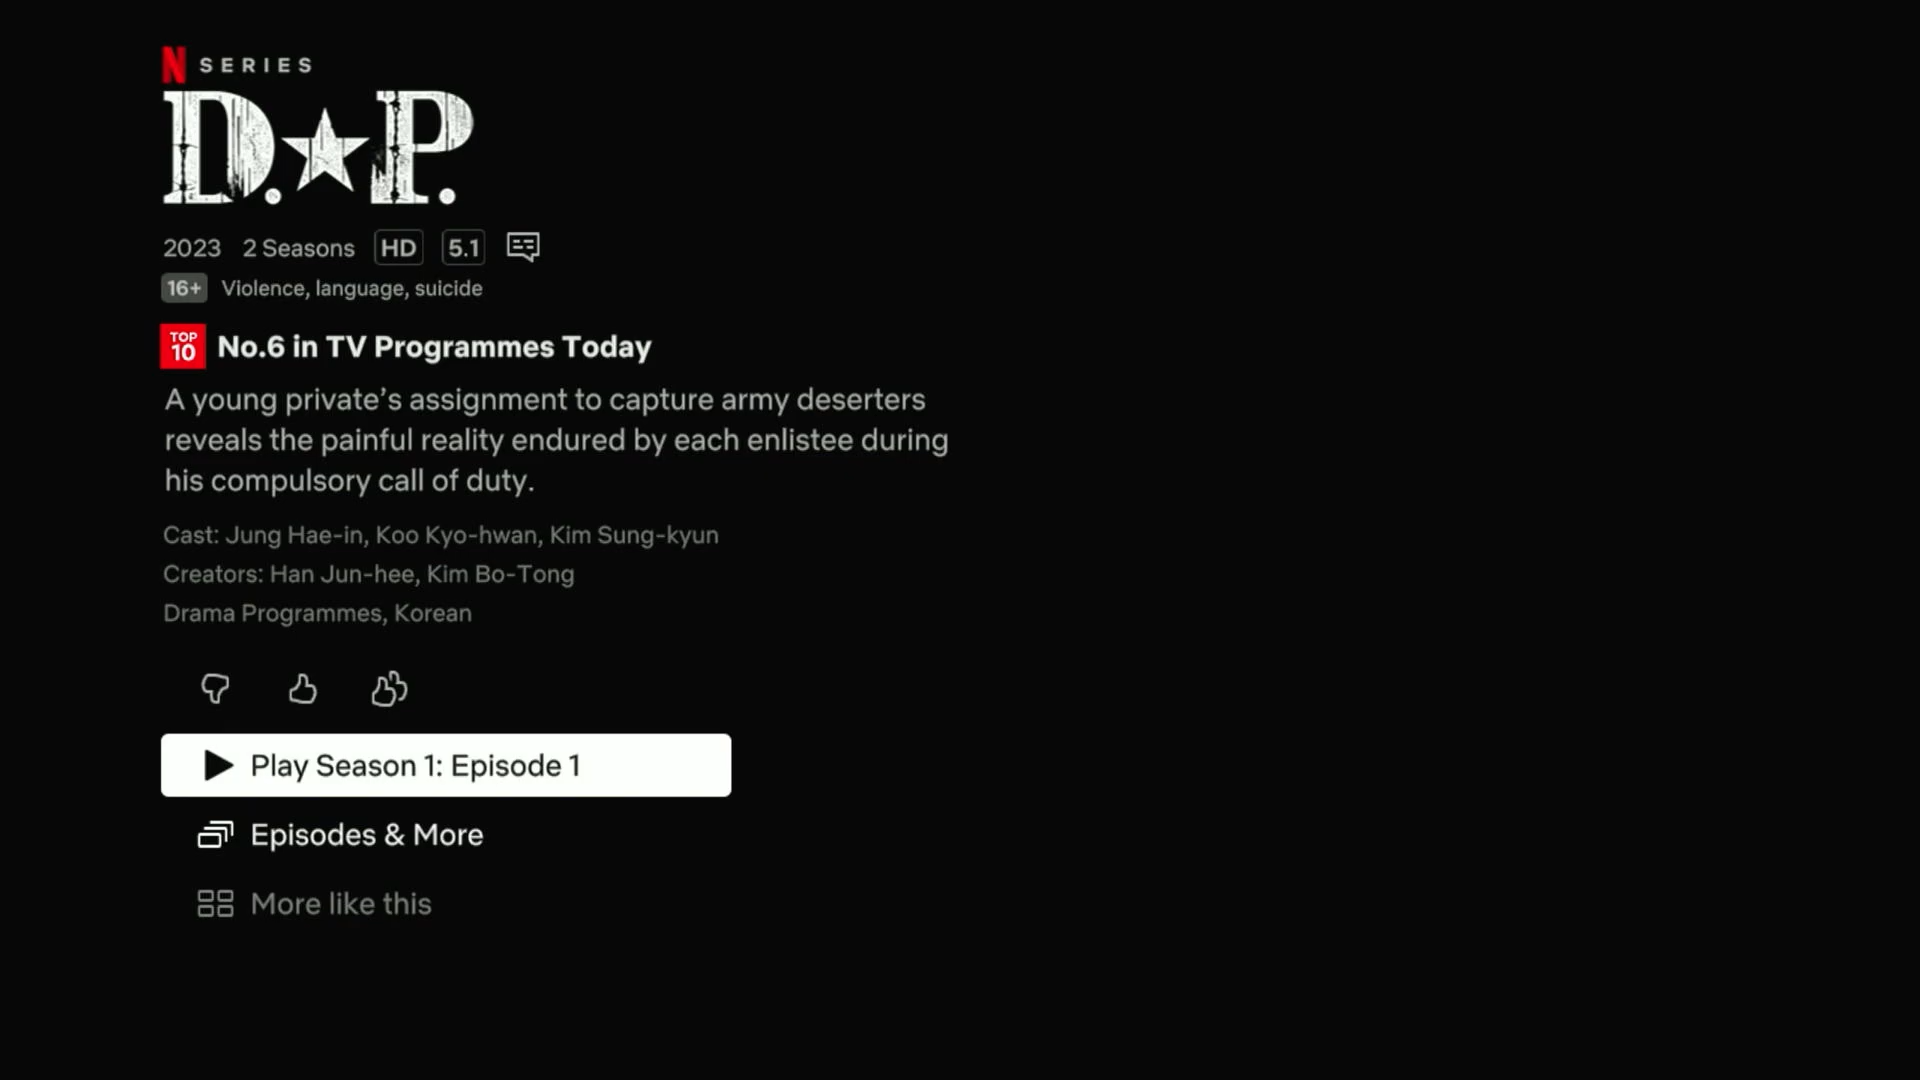 N SERIES
D.★P.
2023 2 Seasons HD 5.1
16+ Violence, language, suicide
TOP 10 No.6 in TV Programmes Today
A young private’s assignment to capture army deserters
reveals the painful reality endured by each enlistee during
his compulsory call of duty.
Cast: Jung Hae-in, Koo Kyo-hwan, Kim Sung-kyun
Creators: Han Jun-hee, Kim Bo-Tong
Drama Programmes, Korean
Play Season 1: Episode 1
Episodes & More
More like this